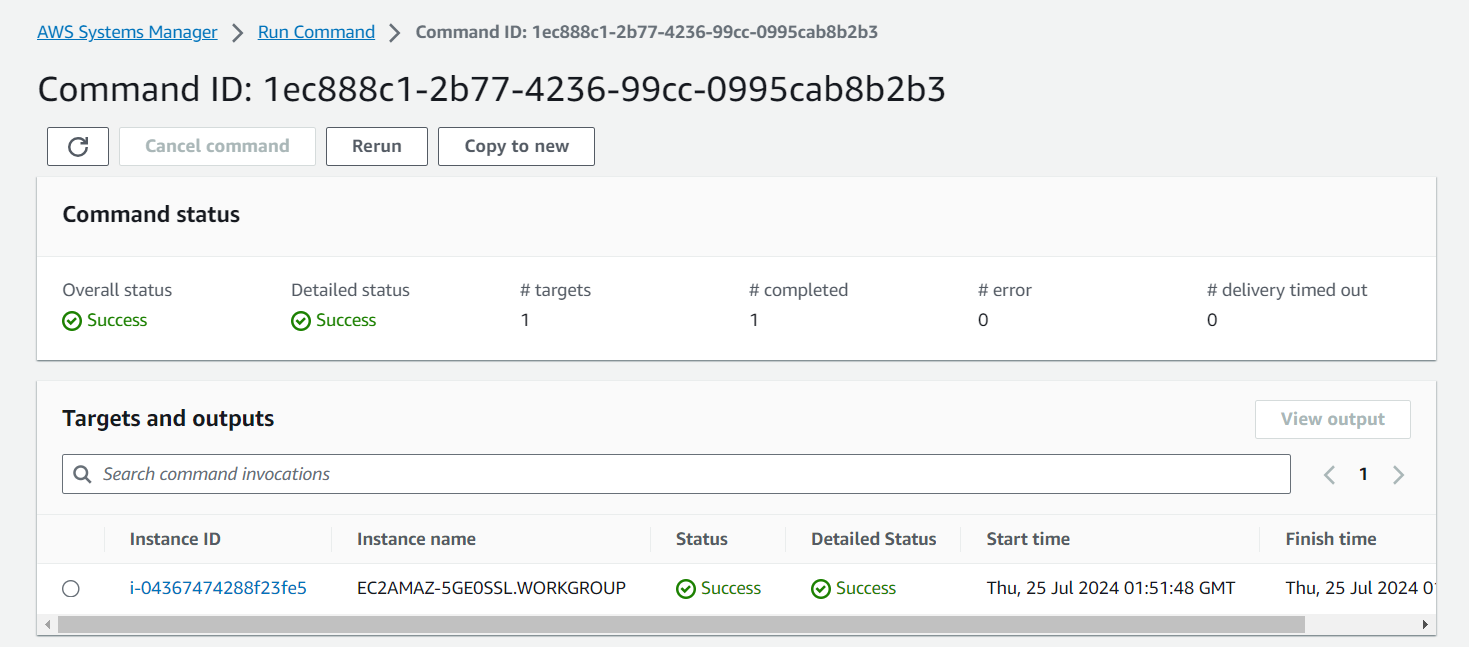 AWS Systems Manager > Run Command > Command ID: 1ec888c1-2b77-4236-99cc-0995cab8b2b3
Command ID: 1ec888c1-2b77-4236-99cc-0995cab8b2b3
Cancel command Rerun Copy to new
Command status
Overall status Detailed status # targets # completed # error # delivery timed out
Success Success 1 1 0 0
Targets and outputs View output
Search command invocations 1
Instance ID Instance name Status Detailed Status Start time Finish time
i-04367474288f23fe5 EC2AMAZ-5GE0SSL.WORKGROUP Success Success Thu, 25 Jul 2024 01:51:48 GMT Thu, 25 Jul 2024 0